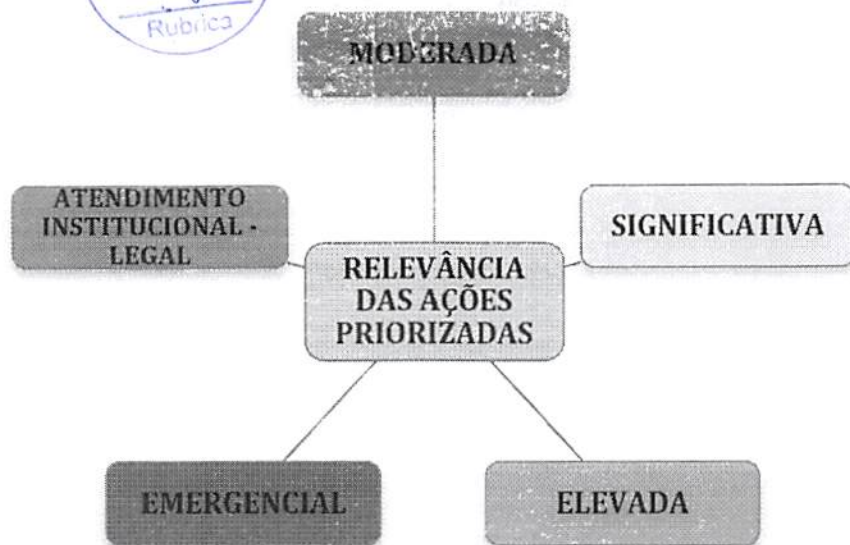 Rubrica
MODERADA
ATENDIMENTO
INSTITUCIONAL -
LEGAL
SIGNIFICATIVA
RELEVÂNCIA
DAS AÇÕES
PRIORIZADAS
EMERGENCIAL
ELEVADA